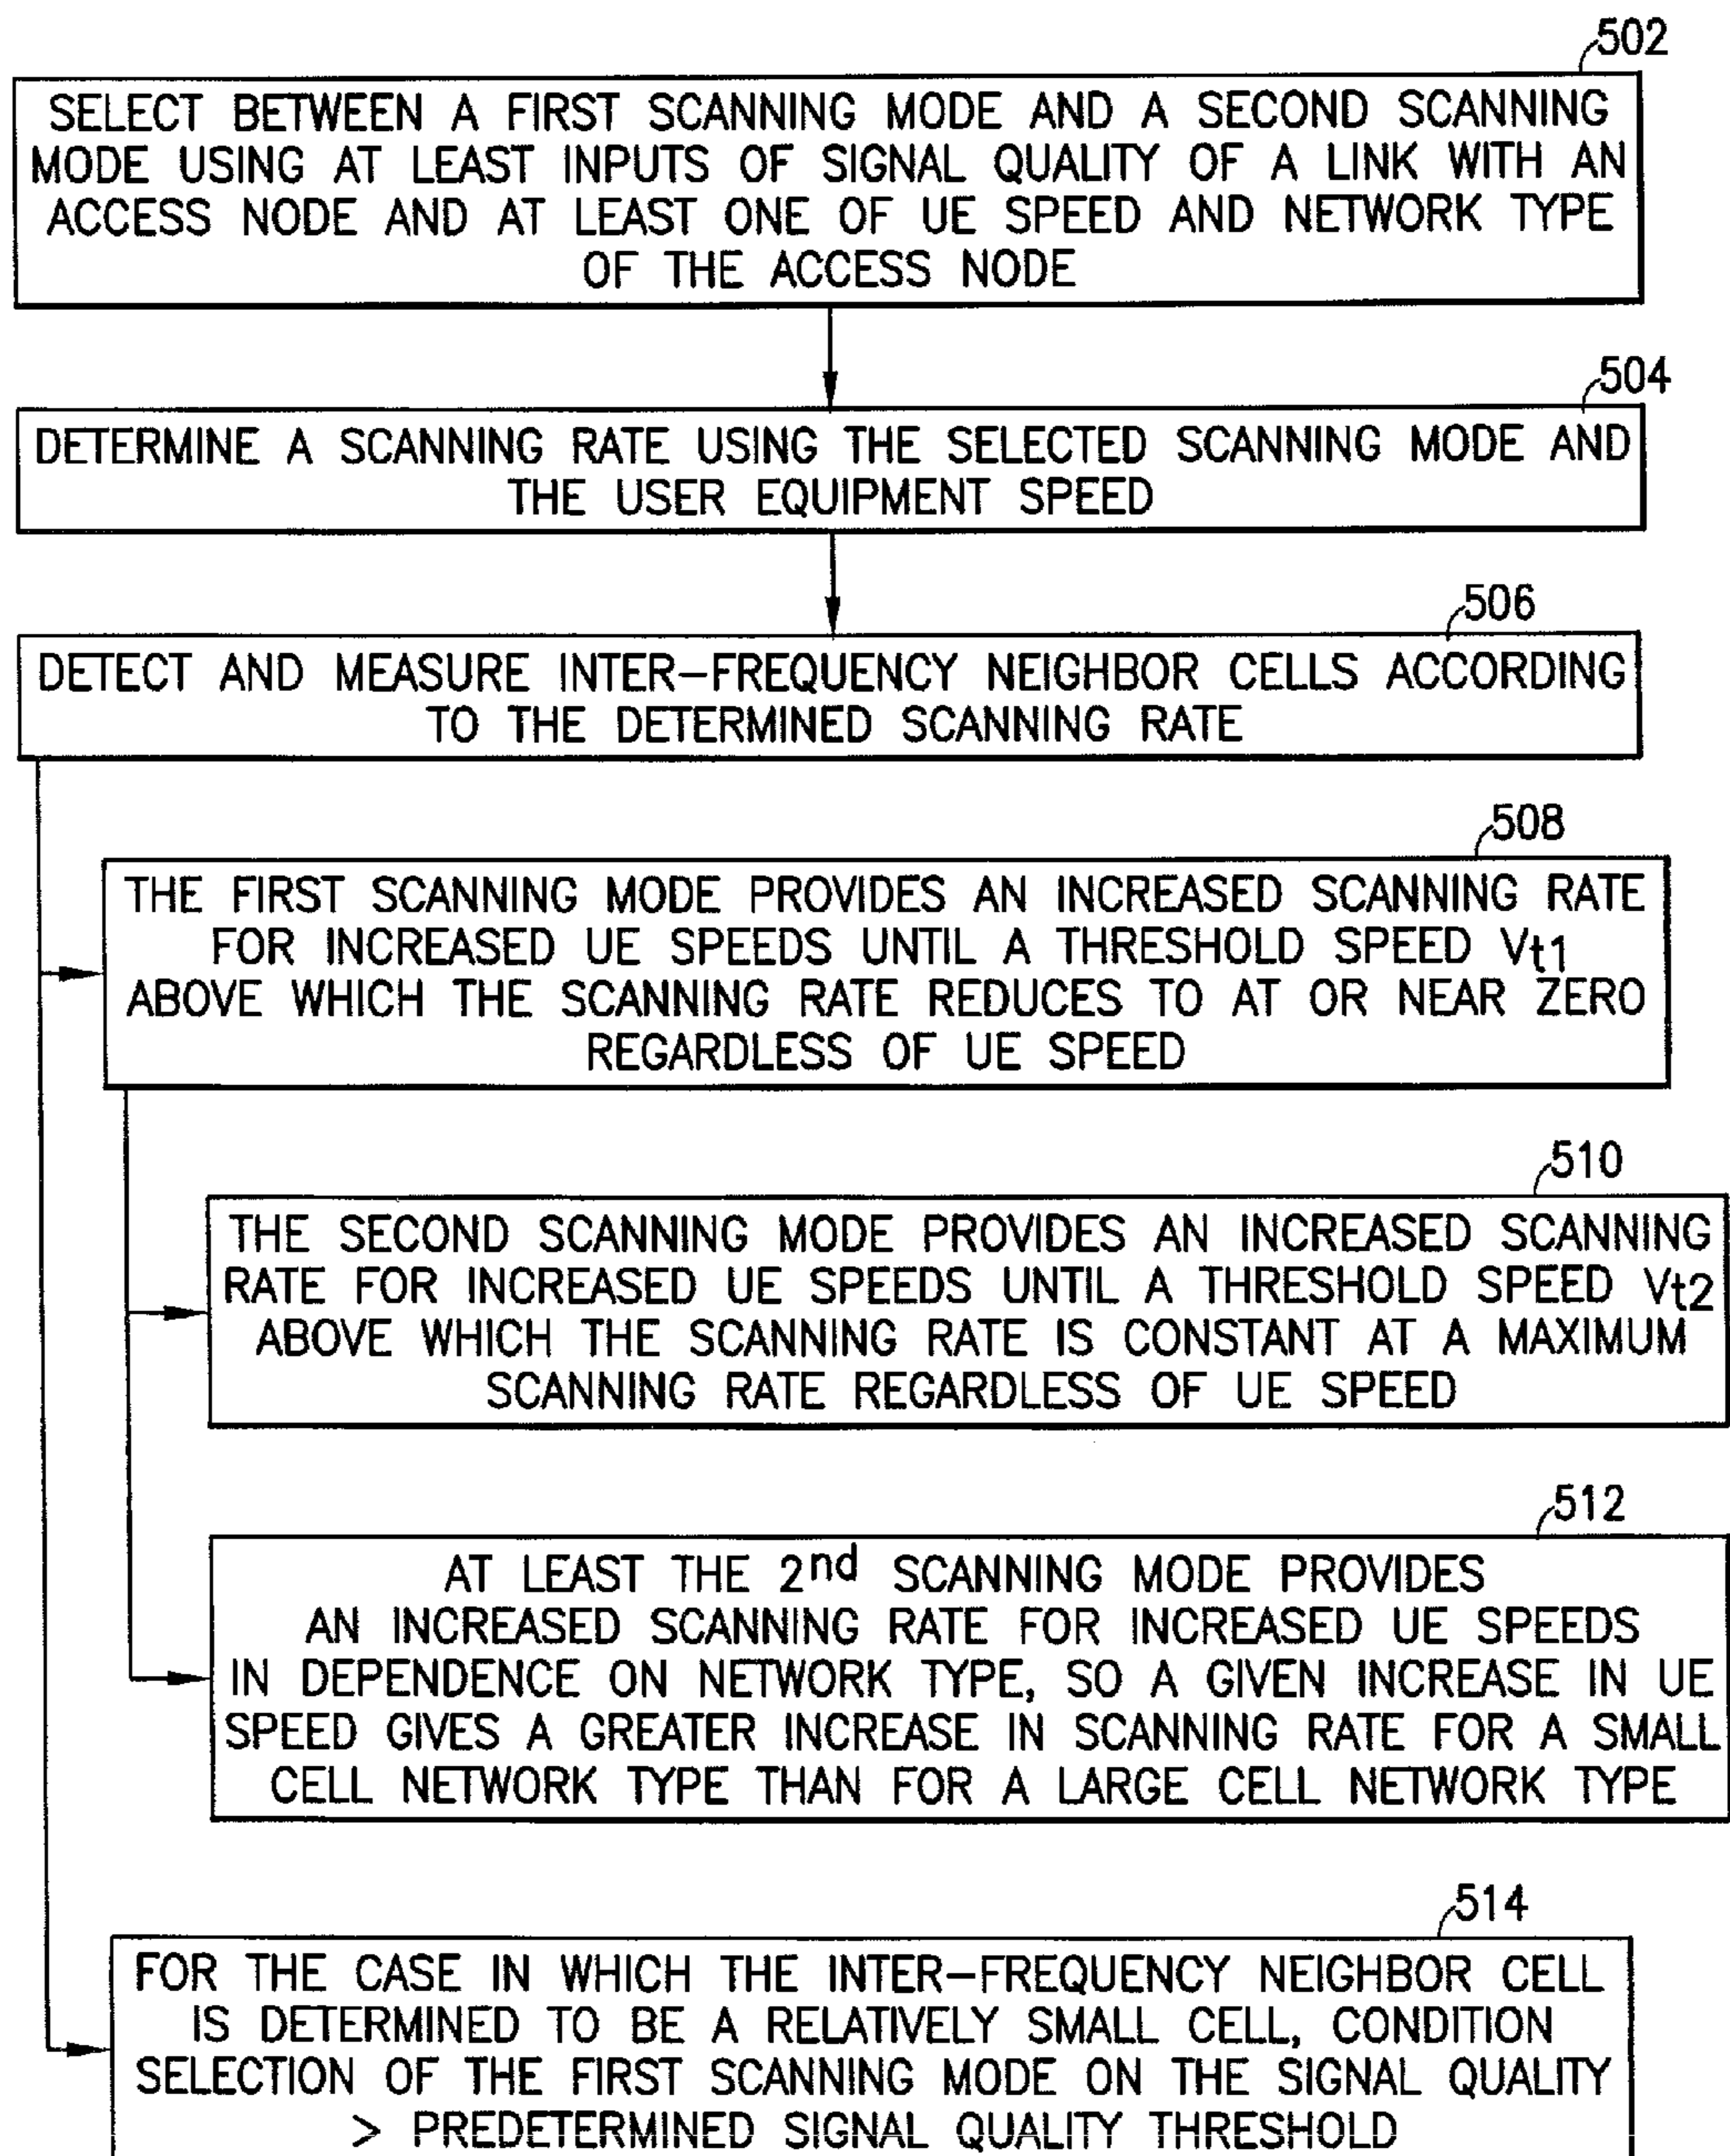 502
SELECT BETWEEN A FIRST SCANNING MODE AND A SECOND SCANNING
MODE USING AT LEAST INPUTS OF SIGNAL QUALITY OF A LINK WITH AN
ACCESS NODE AND AT LEAST ONE OF UE SPEED AND NETWORK TYPE
OF THE ACCESS NODE
504
DETERMINE A SCANNING RATE USING THE SELECTED SCANNING MODE AND
THE USER EQUIPMENT SPEED
506
DETECT AND MEASURE INTER-FREQUENCY NEIGHBOR CELLS ACCORDING
TO THE DETERMINED SCANNING RATE
508
THE FIRST SCANNING MODE PROVIDES AN INCREASED SCANNING RATE
FOR INCREASED UE SPEEDS UNTIL A THRESHOLD SPEED Vt1
ABOVE WHICH THE SCANNING RATE REDUCES TO AT OR NEAR ZERO
REGARDLESS OF UE SPEED
510
THE SECOND SCANNING MODE PROVIDES AN INCREASED SCANNING
RATE FOR INCREASED UE SPEEDS UNTIL A THRESHOLD SPEED Vt2
ABOVE WHICH THE SCANNING RATE IS CONSTANT AT A MAXIMUM
SCANNING RATE REGARDLESS OF UE SPEED
512
AT LEAST THE 2nd SCANNING MODE PROVIDES
AN INCREASED SCANNING RATE FOR INCREASED UE SPEEDS
IN DEPENDENCE ON NETWORK TYPE, SO A GIVEN INCREASE IN UE
SPEED GIVES A GREATER INCREASE IN SCANNING RATE FOR A SMALL
CELL NETWORK TYPE THAN FOR A LARGE CELL NETWORK TYPE
514
FOR THE CASE IN WHICH THE INTER-FREQUENCY NEIGHBOR CELL
IS DETERMINED TO BE A RELATIVELY SMALL CELL, CONDITION
SELECTION OF THE FIRST SCANNING MODE ON THE SIGNAL QUALITY
> PREDETERMINED SIGNAL QUALITY THRESHOLD